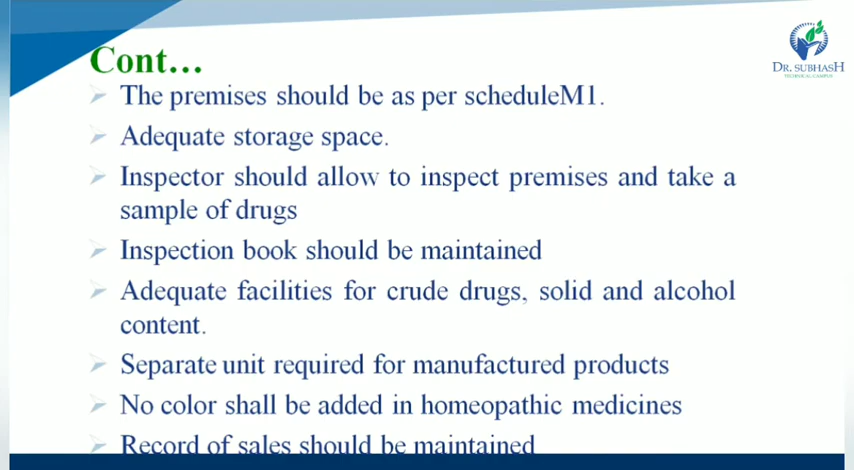 Cont...
DR. SUBHASH
TECHNICAL CAMPUS
The premises should be as per scheduleM1.
Adequate storage space.
Inspector should allow to inspect premises and take a
sample of drugs
Inspection book should be maintained
Adequate facilities for crude drugs, solid and alcohol
content.
Separate unit required for manufactured products
No color shall be added in homeopathic medicines
Record of sales should be maintained